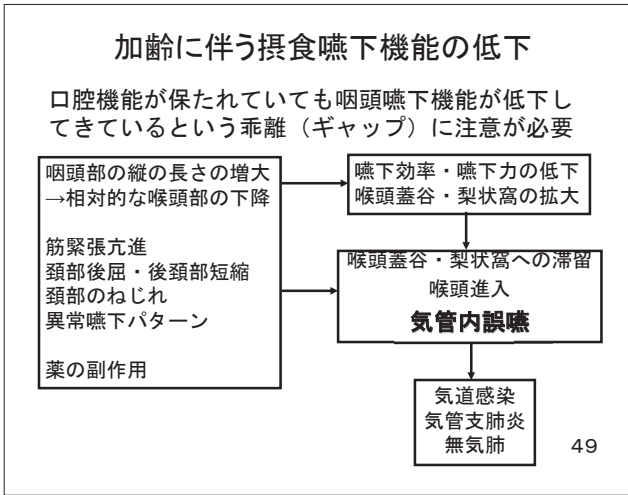 加齢に伴う摂食嚥下機能の低下
口腔機能が保たれていても咽頭嚥下機能が低下し
てきているという乖離（ギャップ）に注意が必要
咽頭部の縦の長さの増大
→相対的な喉頭部の下降
筋緊張亢進
頚部後屈・後頚部短縮
頚部のねじれ
異常嚥下パターン
薬の副作用
嚥下効率・嚥下力の低下
喉頭蓋谷・梨状窩の拡大
喉頭蓋谷・梨状窩への滞留
喉頭進入
気管内誤嚥
気道感染
気管支肺炎
無気肺
49